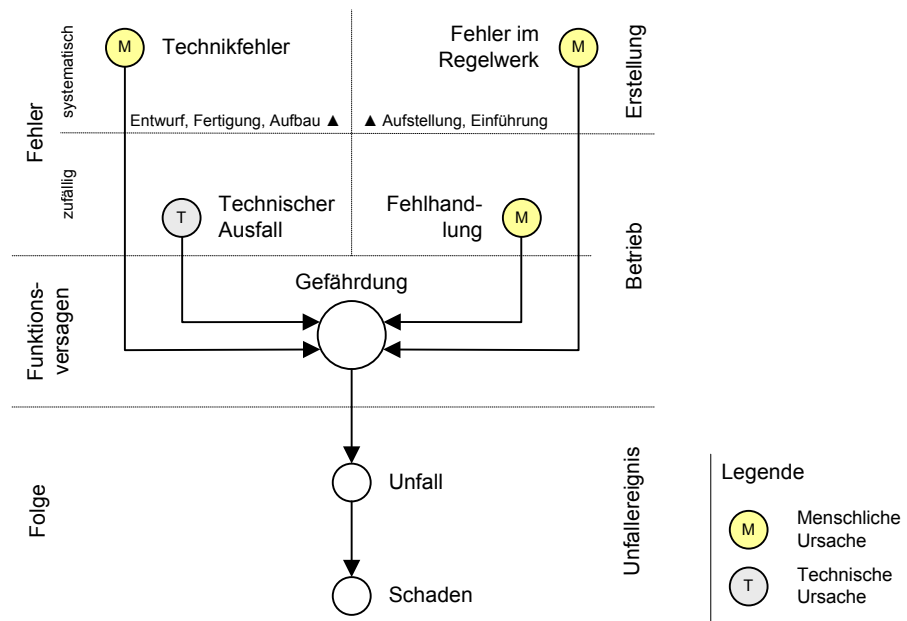 systematisch
M
Technikfehler
Fehler im
Regelwerk
M
Erstellung
Fehler
Entwurf, Fertigung, Aufbau ▲
▲ Aufstellung, Einführung
zufällig
T
Technischer
Ausfall
Fehlhand-
lung
M
Betrieb
Funktions-
versagen
Gefährdung
Folge
Unfall
Schaden
Unfallereignis
Legende
M
Menschliche
Ursache
T
Technische
Ursache